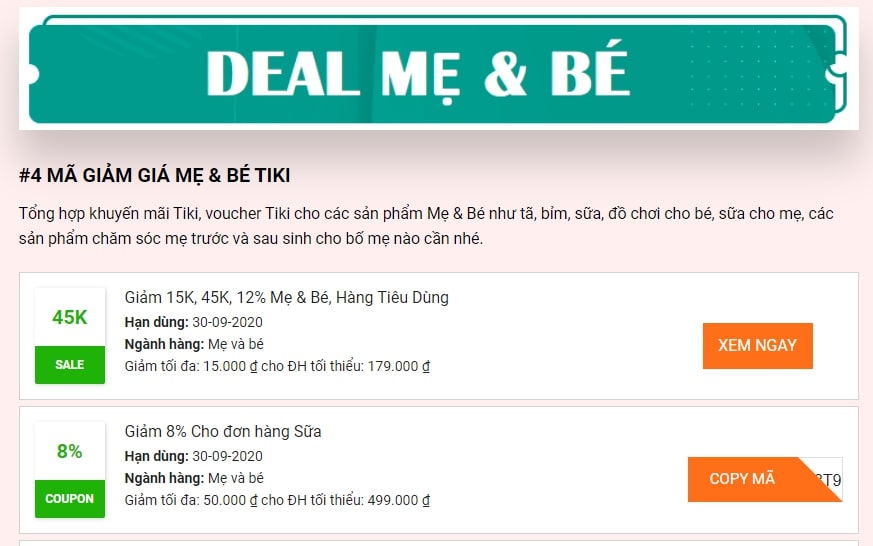 DEAL MẸ & BÉ
#4 MÃ GIẢM GIÁ MẸ & BÉ TIKI
Tổng hợp khuyến mãi Tiki, voucher Tiki cho các sản phẩm Mẹ & Bé như tã, bỉm, sữa, đồ chơi cho bé, sữa cho mẹ, các
sản phẩm chăm sóc mẹ trước và sau sinh cho bố mẹ nào cần nhé.
45K
SALE
Giảm 15K, 45K, 12% Mẹ & Bé, Hàng Tiêu Dùng
Hạn dùng: 30-09-2020
Ngành hàng: Mẹ và bé
Giảm tối đa: 15.000 ₫ cho ĐH tối thiểu: 179.000 ₫
XEM NGAY
8%
COUPON
Giảm 8% Cho đơn hàng Sữa
Hạn dùng: 30-09-2020
Ngành hàng: Mẹ và bé
Giảm tối đa: 50.000 ₫ cho ĐH tối thiểu: 499.000 ₫
COPY MÃ